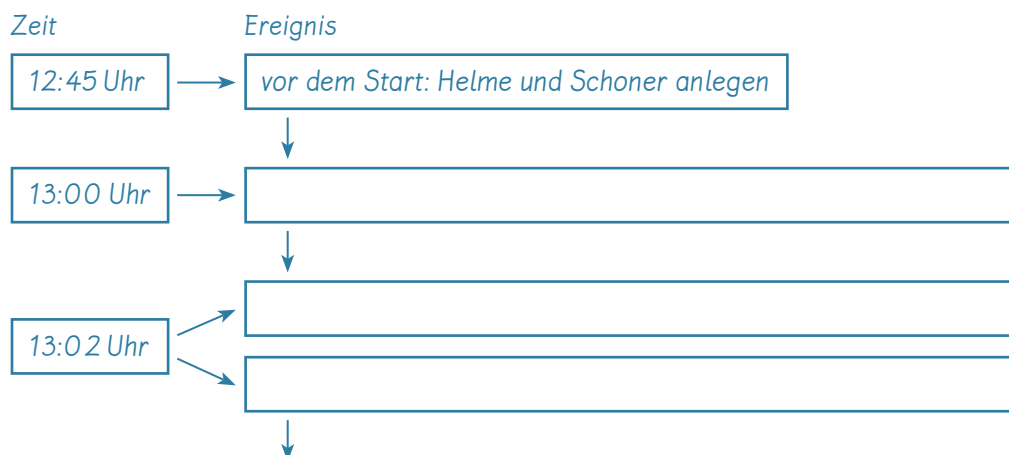 Zeit Ereignis
12:45 Uhr vor dem Start: Helme und Schoner anlegen
13:00 Uhr
13:02 Uhr